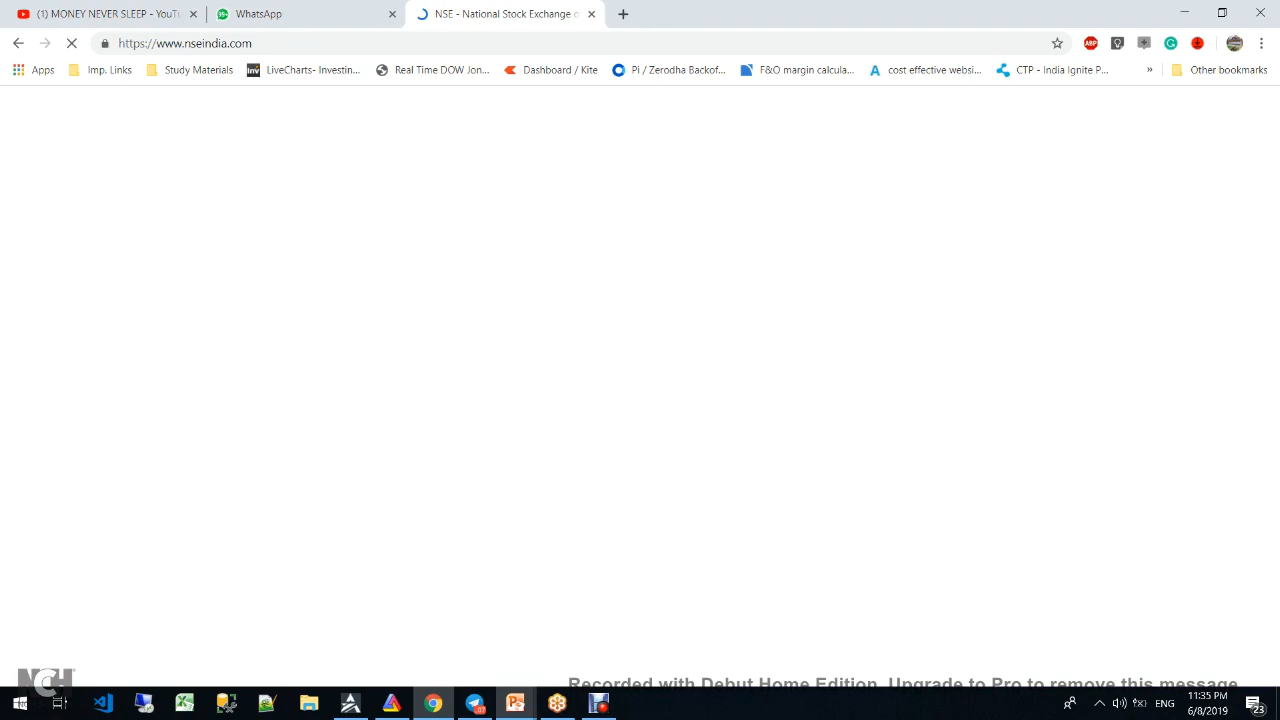 (1) MONEY NEVER SLEEP - YouTu
WhatsApp
NSE - National Stock Exchange o
https://www.nseindia.com
ABP
Apps
Imp. Links
Study Materials
Inv
LiveCharts- Investin...
Real Time DOW Jon...
Dashboard / Kite
Pi / Zerodha Backof...
F&O margin calcula...
A
cost effective websi...
CTP - India Ignite P...
»
Other bookmarks
NCH
Recorded with Debut Home Edition. Upgrade to Pro to remove this message
ENG
11:35 PM
6/8/2019
23